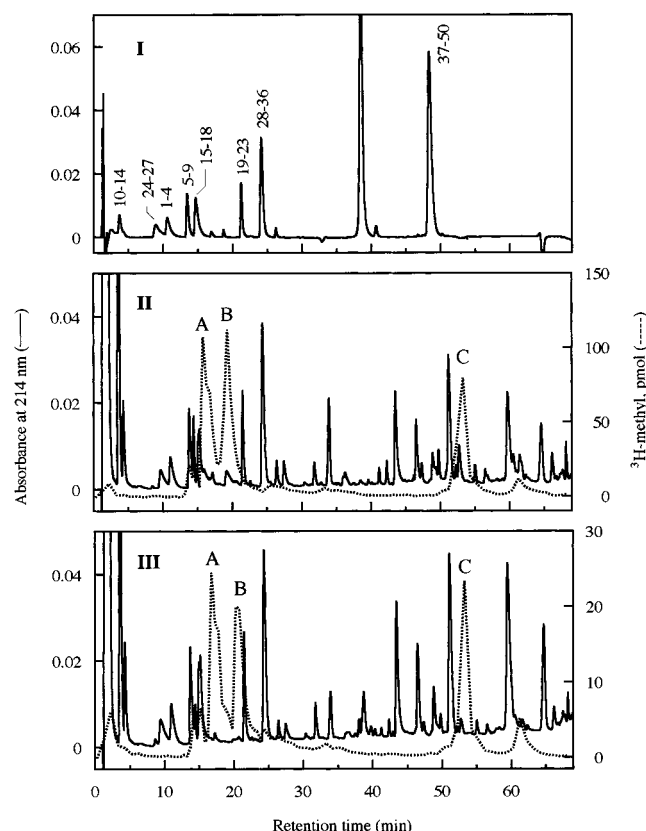 I
0.06
0.04
0.02
0
10-14
24-27
1-4
5-9
15-18
19-23
28-36
37-50
II
0.04
0.02
0
A
B
C
150
100
50
0
III
0.04
0.02
0
A
B
C
30
20
10
0
0
10
20
30
40
50
60
Absorbance at 214 nm (——)
³H-methyl, pmol (-----)
Retention time (min)